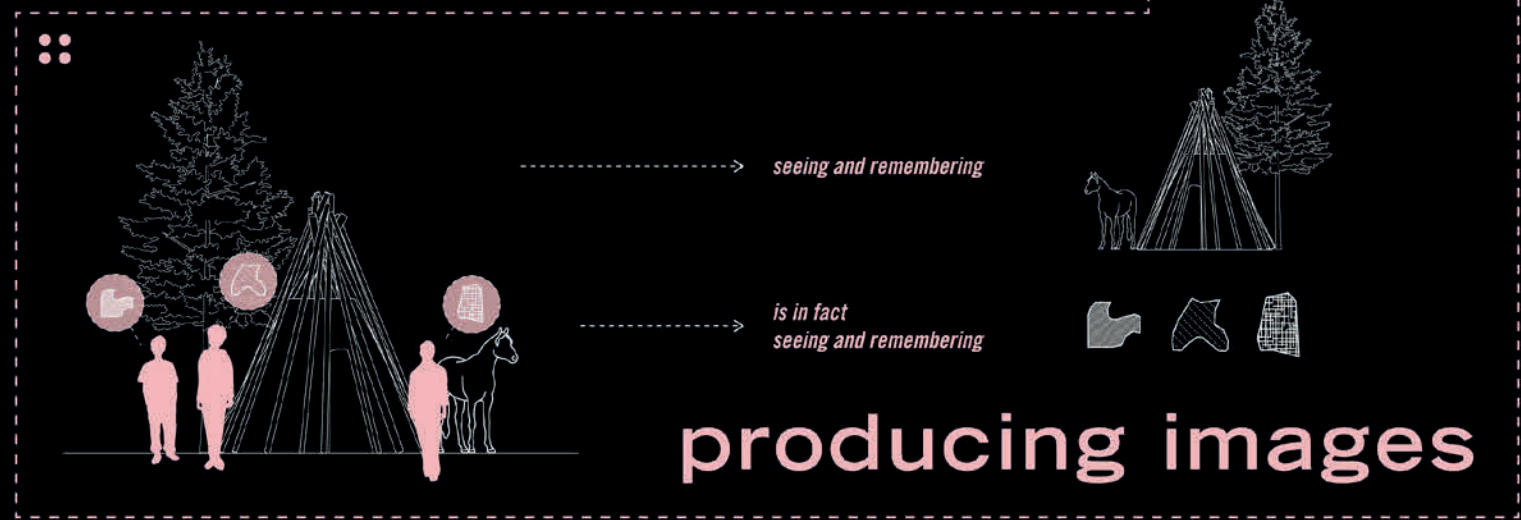 seeing and remembering
is in fact
seeing and remembering
producing images